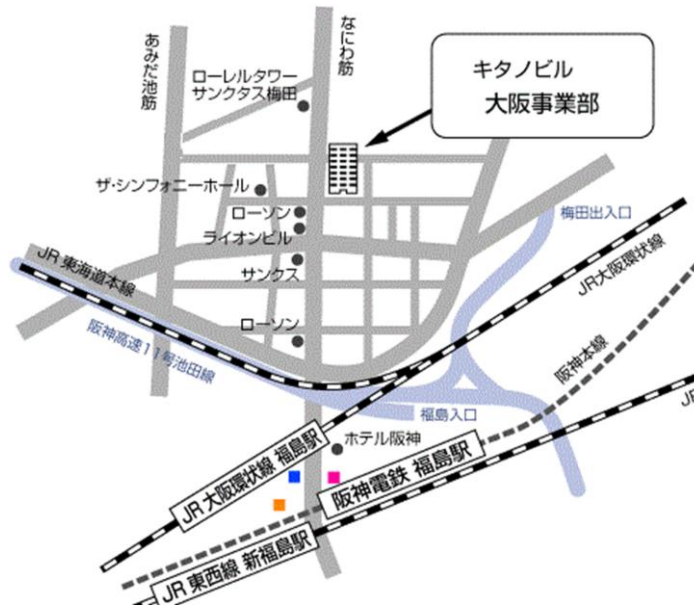 あみだ池筋
なにわ筋
ローレルタワー
サンクタス梅田
キタノビル
大阪事業部
ザ・シンフォニーホール
ローソン
ライオンビル
梅田出入口
サンクス
JR東海道本線
JR大阪環状線
ローソン
阪神高速11号池田線
阪神本線
福島入口
JR
ホテル阪神
JR大阪環状線 福島駅
阪神電鉄 福島駅
JR東西線 新福島駅